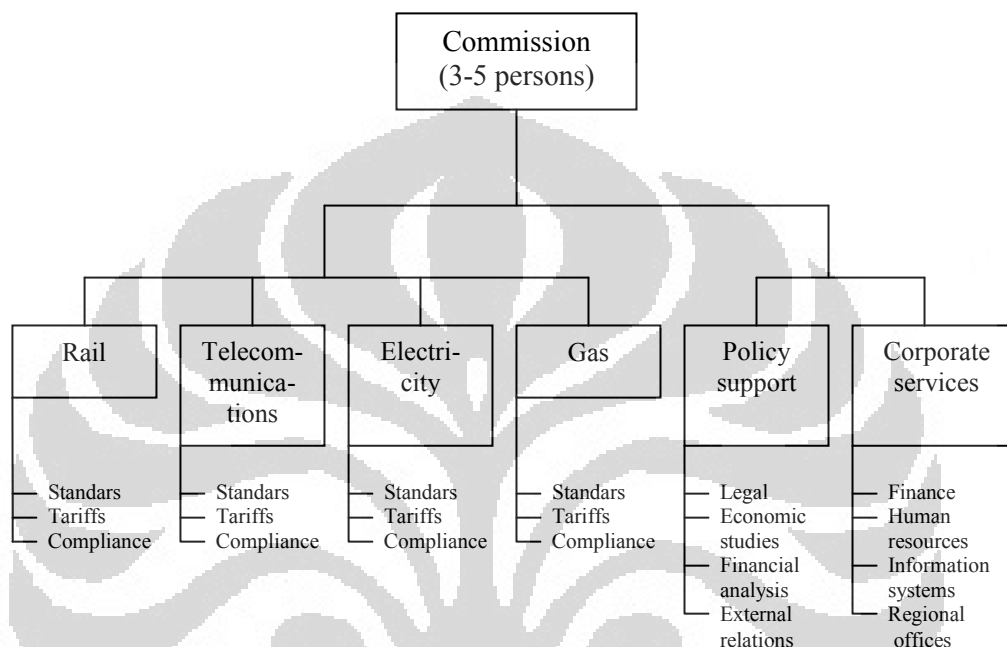 Commission
(3-5 persons)
Rail
Telecom-
munica-
tions
Electri-
city
Gas
Policy
support
Corporate
services
Standars
Tariffs
Compliance
Standars
Tariffs
Compliance
Standars
Tariffs
Compliance
Standars
Tariffs
Compliance
Legal
Economic
studies
Financial
analysis
External
relations
Finance
Human
resources
Information
systems
Regional
offices